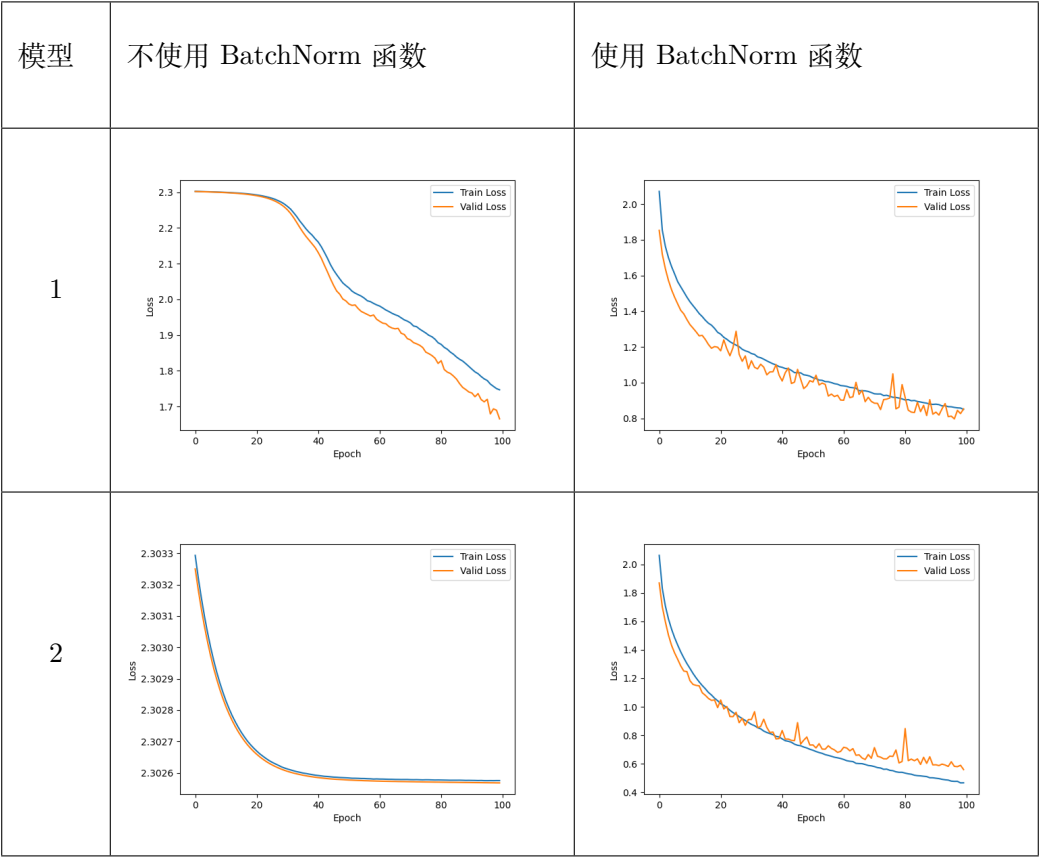 模型 不使用 BatchNorm 函数 使用 BatchNorm 函数
1
Train Loss
Valid Loss
2.3
2.2
2.1
2.0
1.9
1.8
1.7
Loss
0 20 40 60 80 100
Epoch
Train Loss
Valid Loss
2.0
1.8
1.6
1.4
1.2
1.0
0.8
Loss
0 20 40 60 80 100
Epoch
2
Train Loss
Valid Loss
2.3033
2.3032
2.3031
2.3030
2.3029
2.3028
2.3027
2.3026
Loss
0 20 40 60 80 100
Epoch
Train Loss
Valid Loss
2.0
1.8
1.6
1.4
1.2
1.0
0.8
0.6
0.4
Loss
0 20 40 60 80 100
Epoch